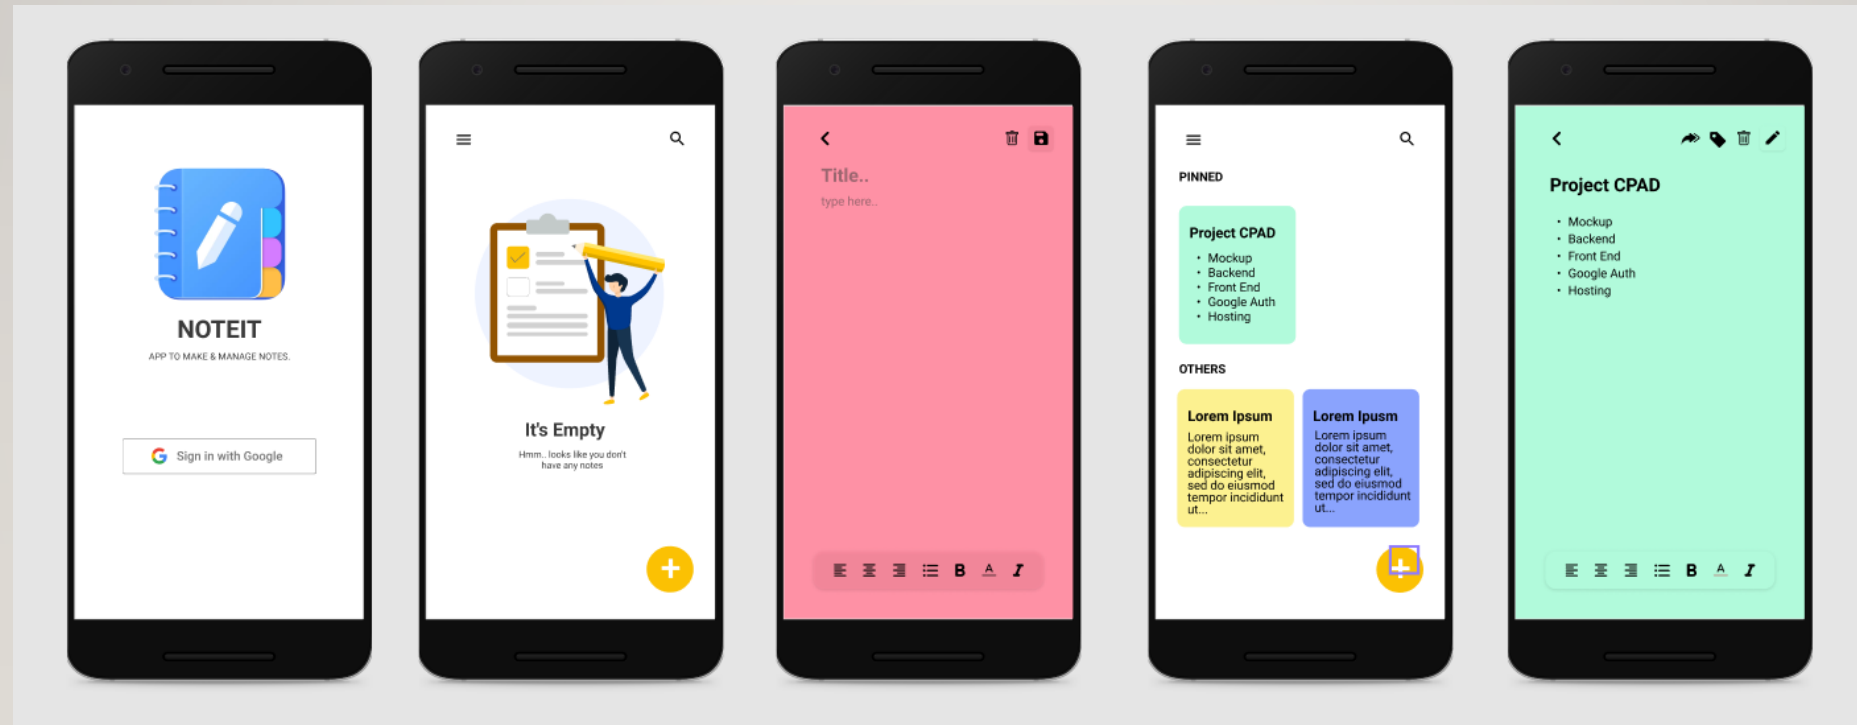 NOTEIT
APP TO MAKE & MANAGE NOTES.
Sign in with Google
It's Empty
Hmm.. looks like you don't
have any notes
Title..
type here..
B A I
PINNED
Project CPAD
• Mockup
• Backend
• Front End
• Google Auth
• Hosting
OTHERS
Lorem Ipsum
Lorem ipsum
dolor sit amet,
consectetur
adipiscing elit,
sed do eiusmod
tempor incididunt
ut...
Lorem Ipusm
Lorem ipsum
dolor sit amet,
consectetur
adipiscing elit,
sed do eiusmod
tempor incididunt
ut...
Project CPAD
• Mockup
• Backend
• Front End
• Google Auth
• Hosting
B A I